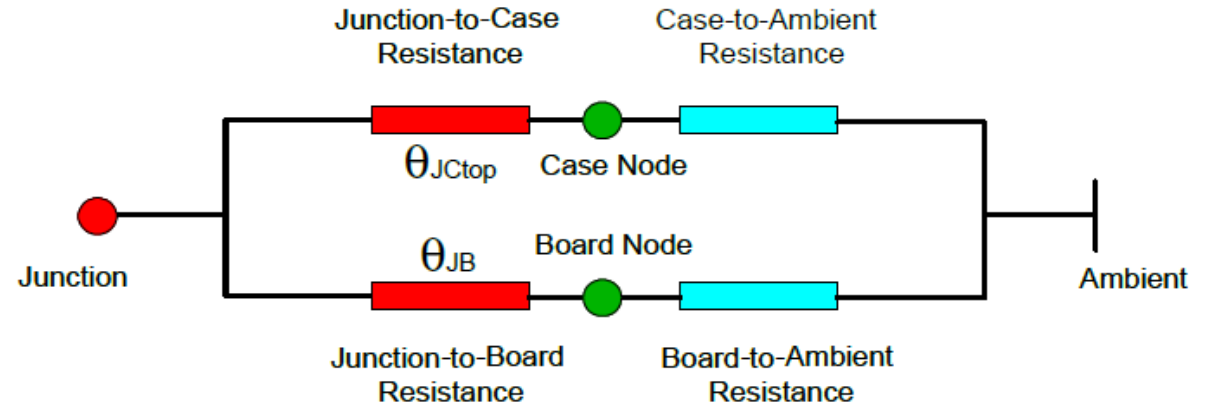 Junction-to-Case
Resistance
Case-to-Ambient
Resistance
θJCtop
Case Node
Junction
θJB
Board Node
Ambient
Junction-to-Board
Resistance
Board-to-Ambient
Resistance